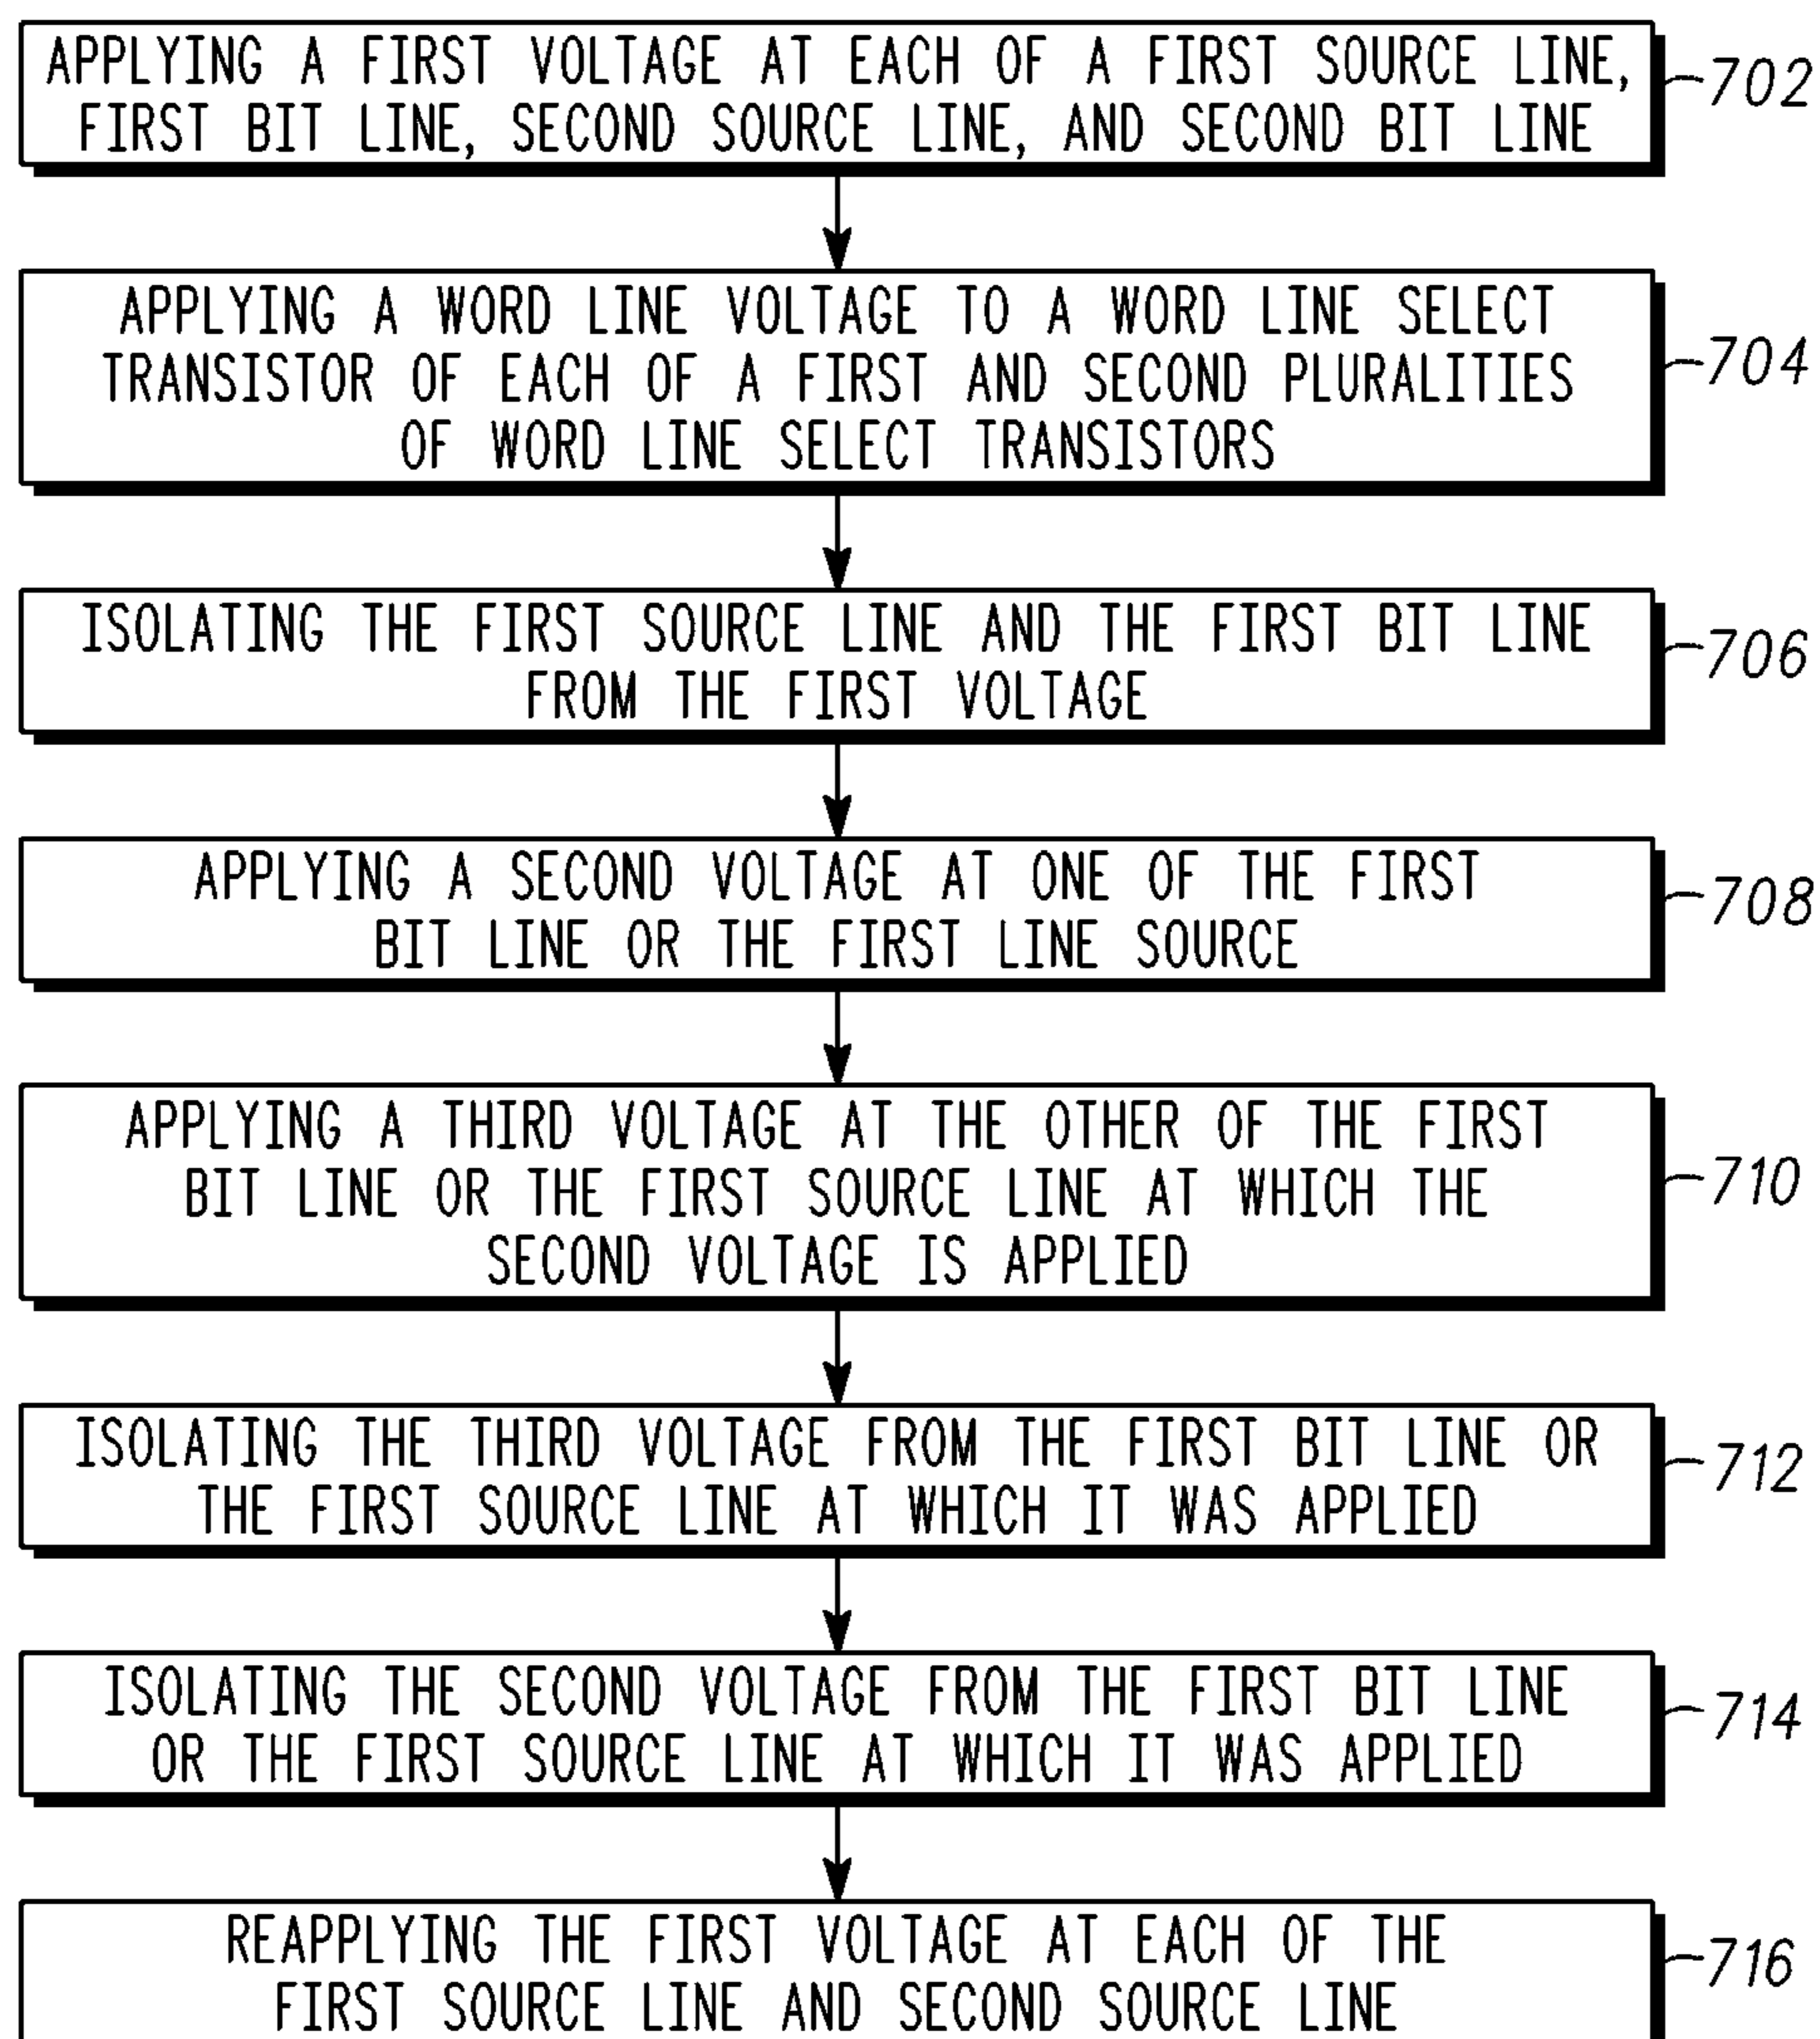 APPLYING A FIRST VOLTAGE AT EACH OF A FIRST SOURCE LINE,
FIRST BIT LINE, SECOND SOURCE LINE, AND SECOND BIT LINE
702
APPLYING A WORD LINE VOLTAGE TO A WORD LINE SELECT
TRANSISTOR OF EACH OF A FIRST AND SECOND PLURALITIES
OF WORD LINE SELECT TRANSISTORS
704
ISOLATING THE FIRST SOURCE LINE AND THE FIRST BIT LINE
FROM THE FIRST VOLTAGE
706
APPLYING A SECOND VOLTAGE AT ONE OF THE FIRST
BIT LINE OR THE FIRST LINE SOURCE
708
APPLYING A THIRD VOLTAGE AT THE OTHER OF THE FIRST
BIT LINE OR THE FIRST SOURCE LINE AT WHICH THE
SECOND VOLTAGE IS APPLIED
710
ISOLATING THE THIRD VOLTAGE FROM THE FIRST BIT LINE OR
THE FIRST SOURCE LINE AT WHICH IT WAS APPLIED
712
ISOLATING THE SECOND VOLTAGE FROM THE FIRST BIT LINE
OR THE FIRST SOURCE LINE AT WHICH IT WAS APPLIED
714
REAPPLYING THE FIRST VOLTAGE AT EACH OF THE
FIRST SOURCE LINE AND SECOND SOURCE LINE
716